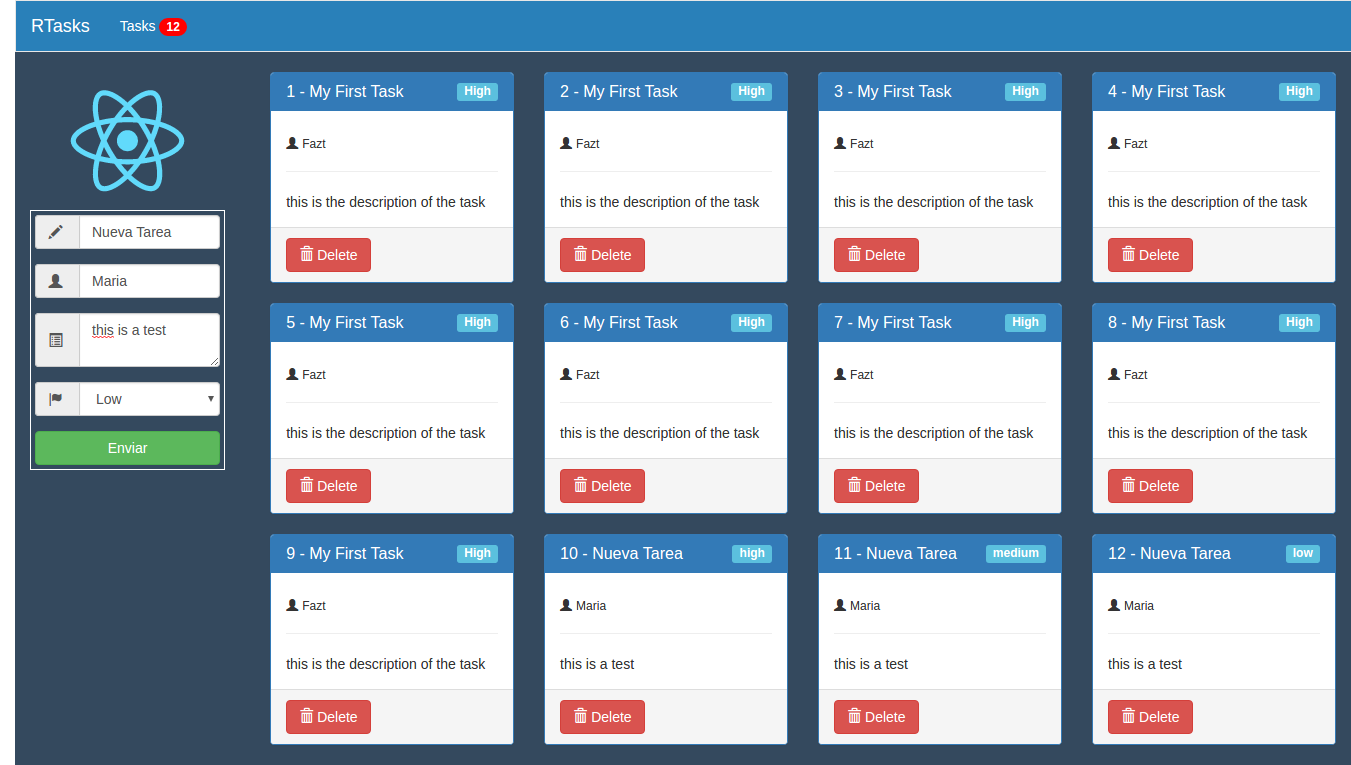 RTasks Tasks 12
Nueva Tarea
Maria
this is a test
Low
Enviar
1 - My First Task High
Fazt
this is the description of the task
Delete
2 - My First Task High
Fazt
this is the description of the task
Delete
3 - My First Task High
Fazt
this is the description of the task
Delete
4 - My First Task High
Fazt
this is the description of the task
Delete
5 - My First Task High
Fazt
this is the description of the task
Delete
6 - My First Task High
Fazt
this is the description of the task
Delete
7 - My First Task High
Fazt
this is the description of the task
Delete
8 - My First Task High
Fazt
this is the description of the task
Delete
9 - My First Task High
Fazt
this is the description of the task
Delete
10 - Nueva Tarea high
Maria
this is a test
Delete
11 - Nueva Tarea medium
Maria
this is a test
Delete
12 - Nueva Tarea low
Maria
this is a test
Delete